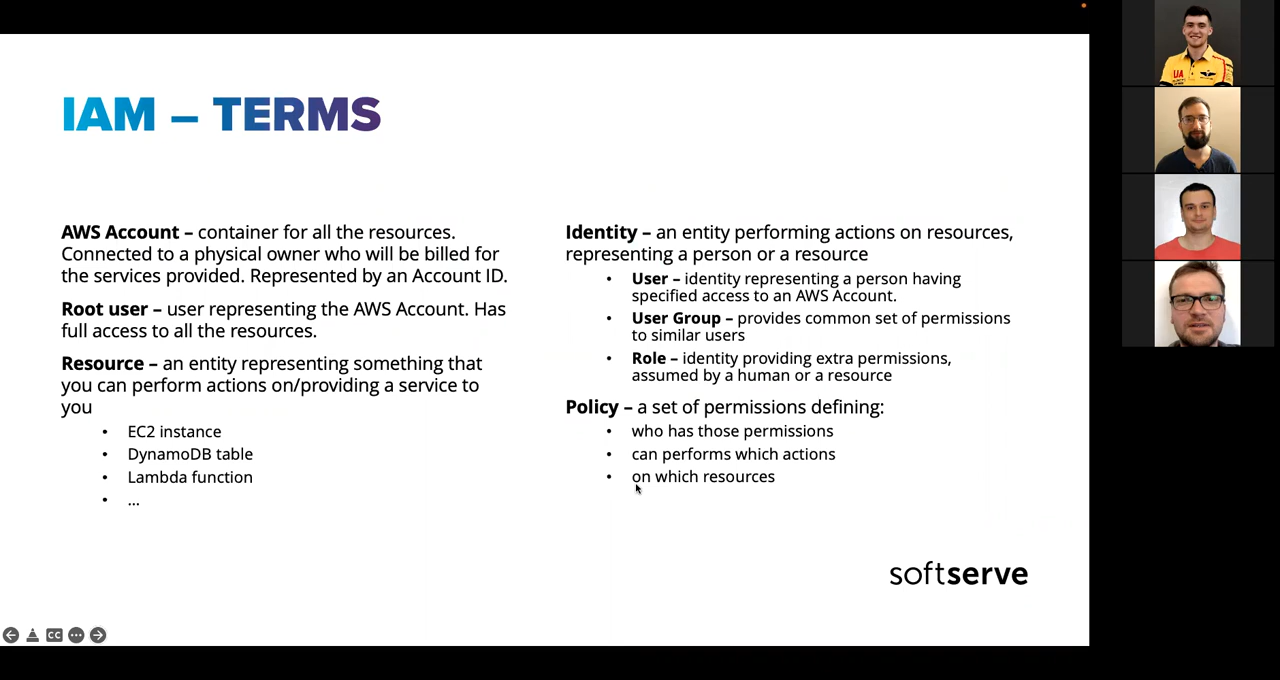 IAM – TERMS
AWS Account – container for all the resources.
Connected to a physical owner who will be billed for
the services provided. Represented by an Account ID.
Root user – user representing the AWS Account. Has
full access to all the resources.
Resource – an entity representing something that
you can perform actions on/providing a service to
you
• EC2 instance
• DynamoDB table
• Lambda function
• ...
Identity – an entity performing actions on resources,
representing a person or a resource
• User – identity representing a person having
specified access to an AWS Account.
• User Group – provides common set of permissions
to similar users
• Role – identity providing extra permissions,
assumed by a human or a resource
Policy – a set of permissions defining:
• who has those permissions
• can performs which actions
• on which resources
softserve
CC
UA